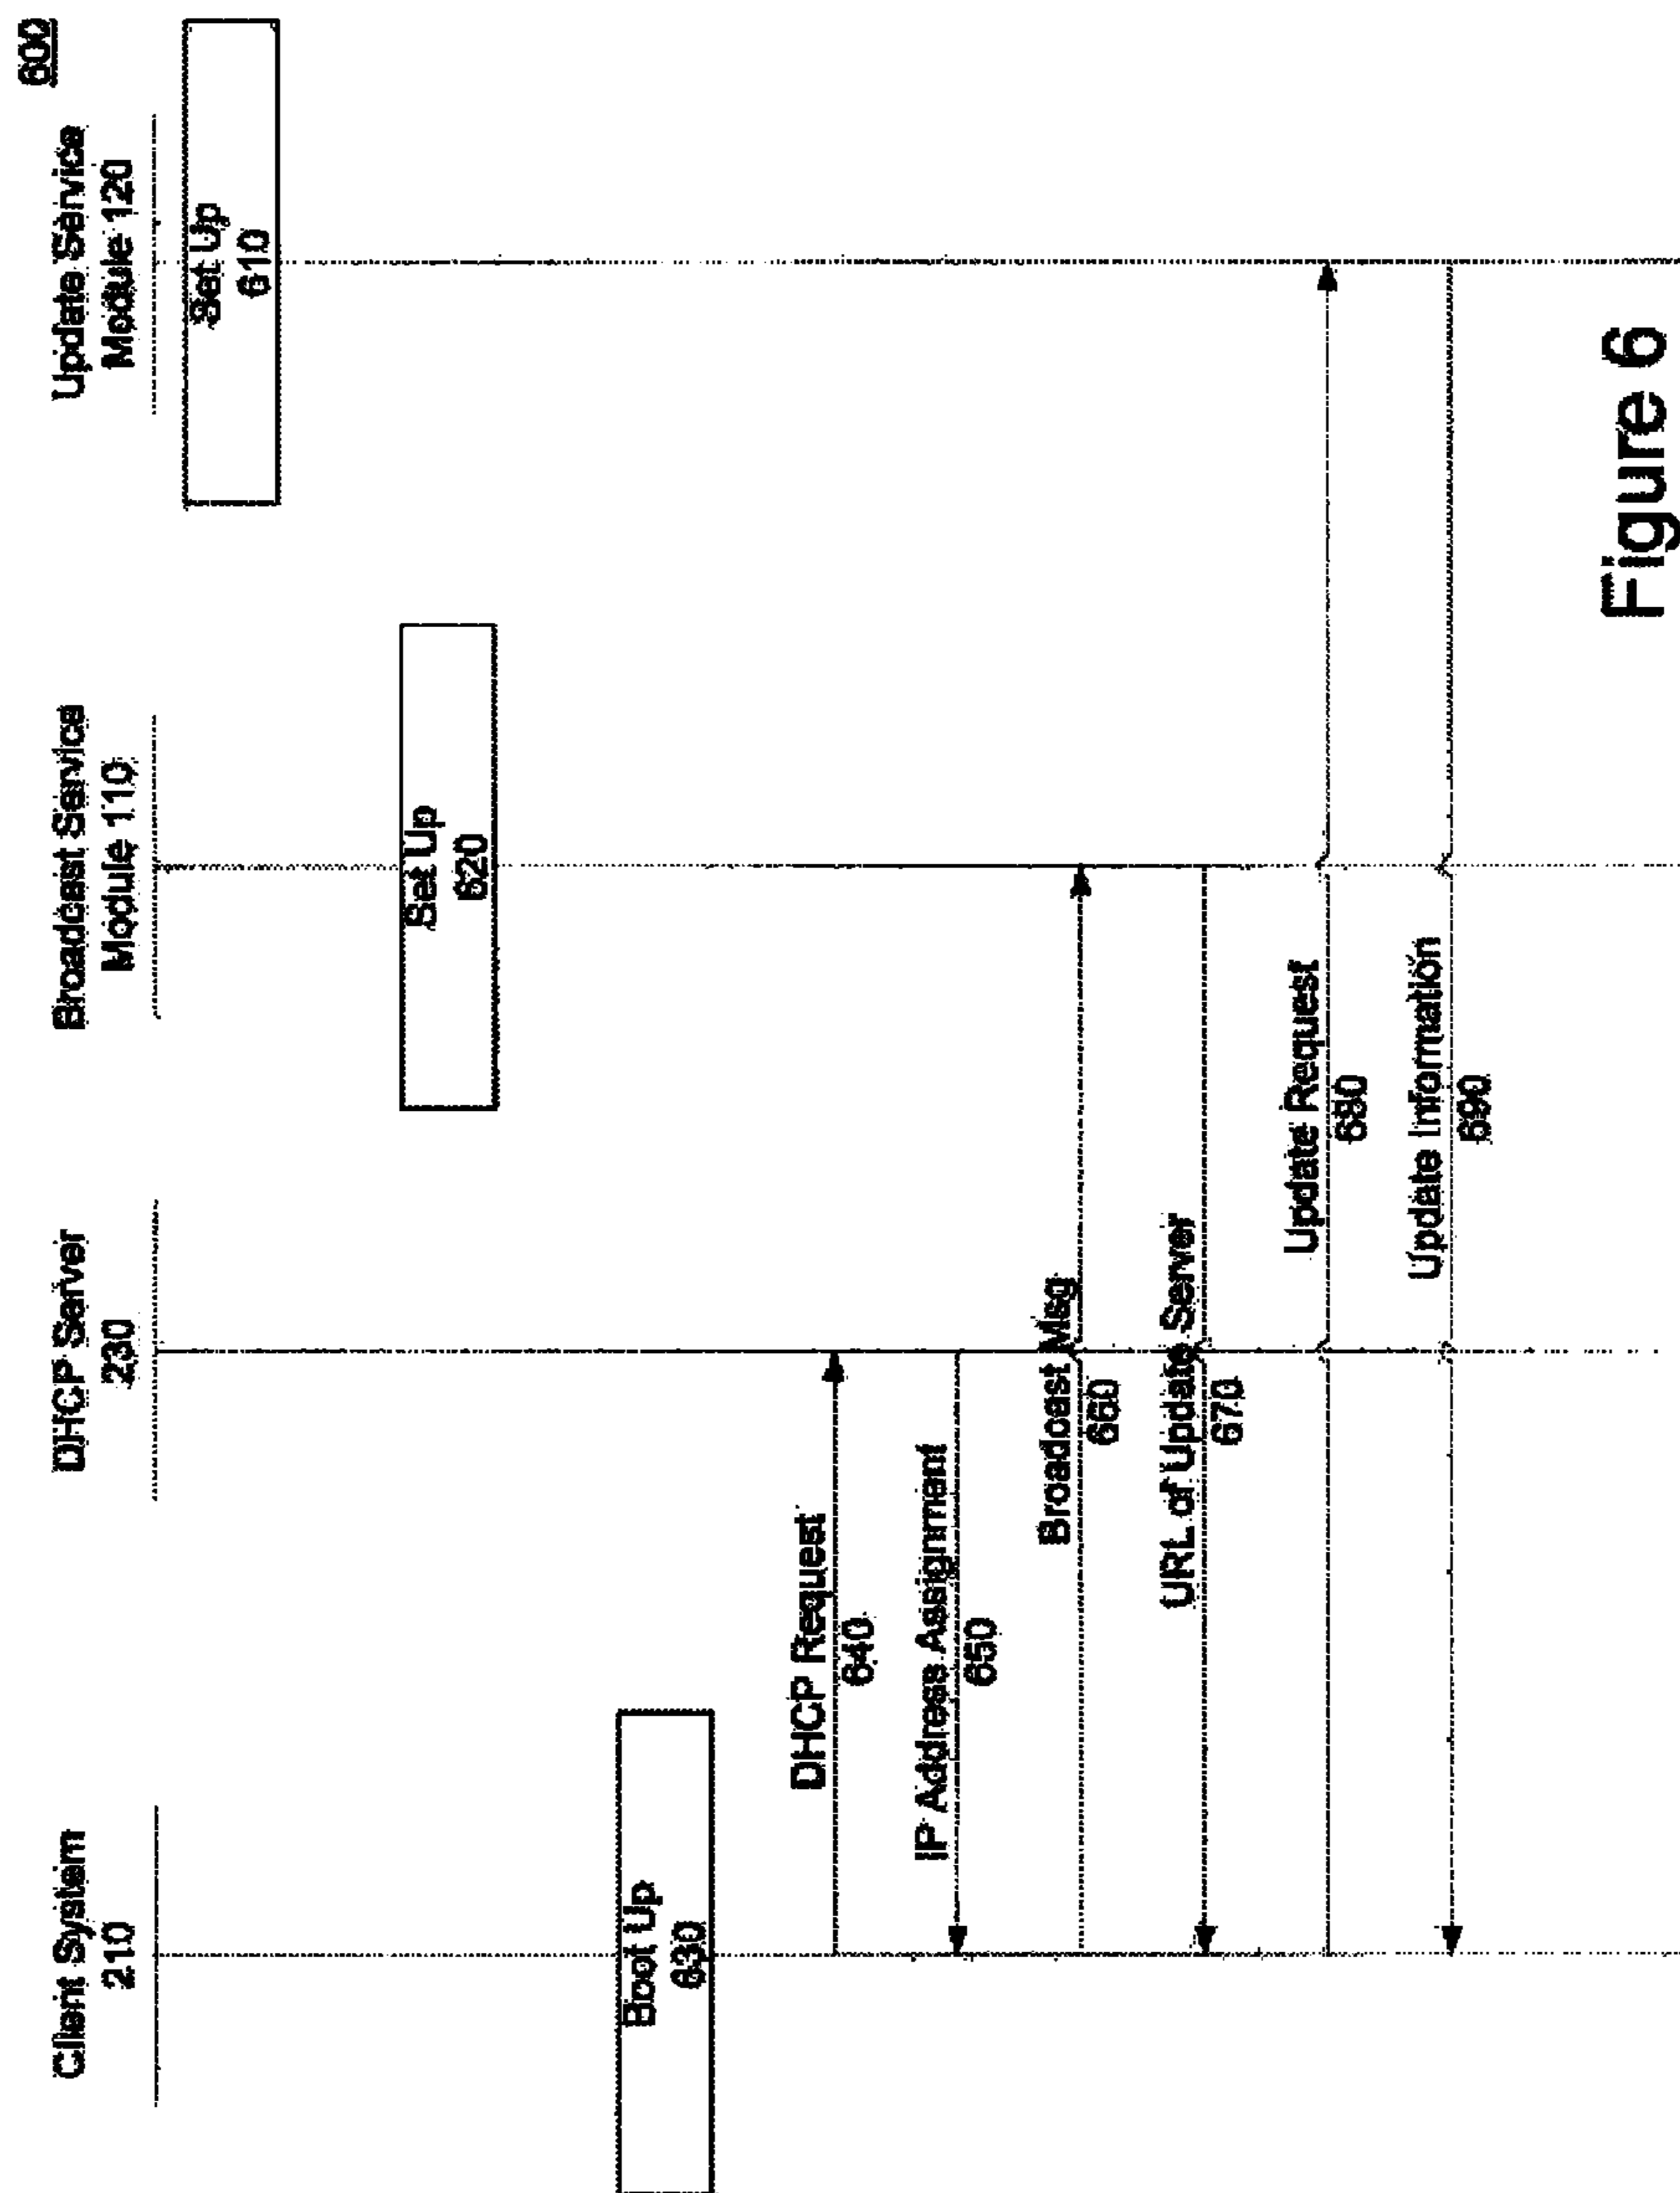 600
Client System
210
DHCP Server
230
Broadcast Service
Module 110
Update Service
Module 120
Set Up
610
Set Up
620
Boot Up
630
DHCP Request
640
IP Address Assignment
650
Broadcast Msg
660
URL of Update Server
670
Update Request
680
Update Information
690
Figure 6